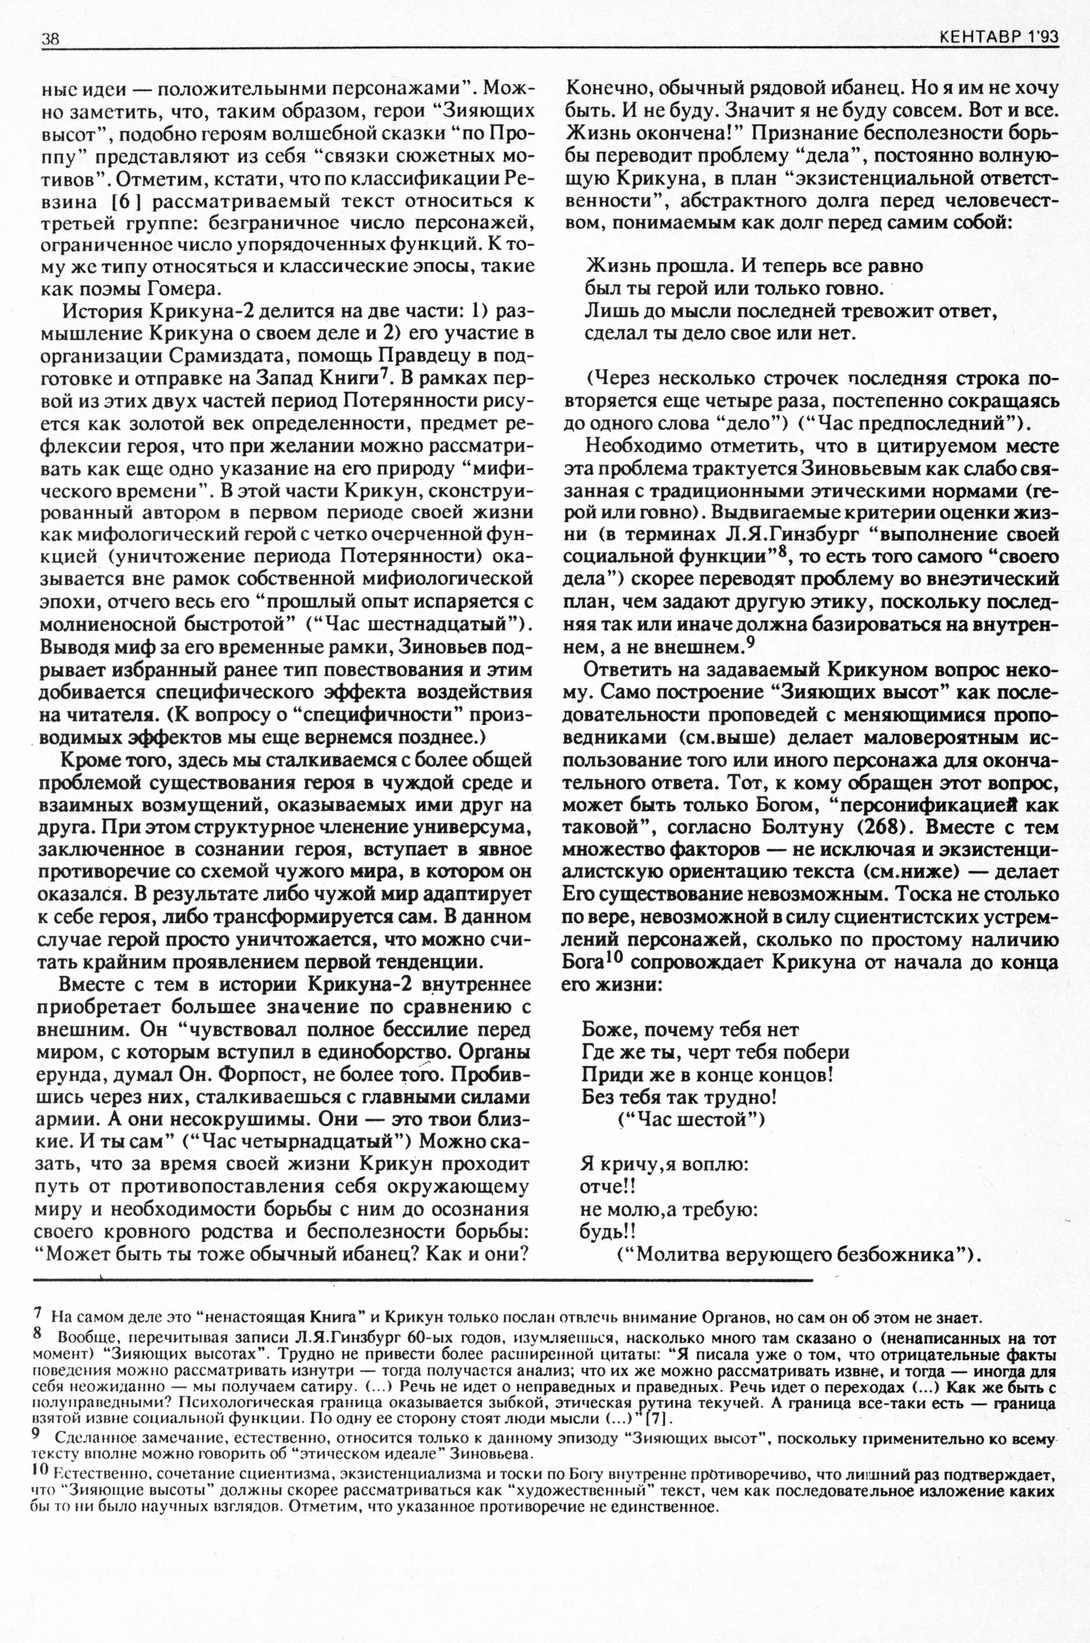 38
КЕНТАВР 1'93
ные идеи — положительынми персонажами”. Мож-
но заметить, что, таким образом, герои “Зияющих
высот”, подобно героям волшебной сказки “по Про-
ппу” представляют из себя “связки сюжетных мо-
тивов”. Отметим, кстати, что по классификации Ре-
взина [6] рассматриваемый текст относиться к
третьей группе: безграничное число персонажей,
ограниченное число упорядоченных функций. К то-
му же типу относяться и классические эпосы, такие
как поэмы Гомера.
История Крикуна-2 делится на две части: 1) раз-
мышление Крикуна о своем деле и 2) его участие в
организации Срамиздата, помощь Правдецу в под-
готовке и отправке на Запад Книги7. В рамках пер-
вой из этих двух частей период Потерянности рису-
ется как золотой век определенности, предмет ре-
флексии героя, что при желании можно рассматри-
вать как еще одно указание на его природу “мифи-
ческого времени”. В этой части Крикун, сконструи-
рованный автором в первом периоде своей жизни
как мифологический герой с четко очерченной фун-
кцией (уничтожение периода Потерянности) ока-
зывается вне рамок собственной мифиологической
эпохи, отчего весь его “прошлый опыт испаряется с
молниеносной быстротой” (“Час шестнадцатый”).
Выводя миф за его временные рамки, Зиновьев под-
рывает избранный ранее тип повествования и этим
добивается специфического эффекта воздействия
на читателя. (К вопросу о “специфичности” произ-
водимых эффектов мы еще вернемся позднее.)
Кроме того, здесь мы сталкиваемся с более общей
проблемой существования героя в чуждой среде и
взаимных возмущений, оказываемых ими друг на
друга. При этом структурное членение универсума,
заключенное в сознании героя, вступает в явное
противоречие со схемой чужого мира, в котором он
оказался. В результате либо чужой мир адаптирует
к себе героя, либо трансформируется сам. В данном
случае герой просто уничтожается, что можно счи-
тать крайним проявлением первой тенденции.
Вместе с тем в истории Крикуна-2 внутреннее
приобретает большее значение по сравнению с
внешним. Он “чувствовал полное бессилие перед
миром, с которым вступил в единоборство. Органы
ерунда, думал Он. Форпост, не более того. Пробив-
шись через них, сталкиваешься с главными силами
армии. А они несокрушимы. Они — это твои близ-
кие. И ты сам” (“Час четырнадцатый”) Можно ска-
зать, что за время своей жизни Крикун проходит
путь от противопоставления себя окружающему
миру и необходимости борьбы с ним до осознания
своего кровного родства и бесполезности борьбы:
“Может быть ты тоже обычный ибанец? Как и они?
Конечно, обычный рядовой ибанец. Но я им не хочу
быть. И не буду. Значит я не буду совсем. Вот и все.
Жизнь окончена!” Признание бесполезности борь-
бы переводит проблему “дела”, постоянно волную-
щую Крикуна, в план “экзистенциальной ответст-
венности”, абстрактного долга перед человечест-
вом, понимаемым как долг перед самим собой:
Жизнь прошла. И теперь все равно
был ты герой или только говно.
Лишь до мысли последней тревожит ответ,
сделал ты дело свое или нет.
(Через несколько строчек последняя строка по-
вторяется еще четыре раза, постепенно сокращаясь
до одного слова “дело”) (“Час предпоследний”).
Необходимо отметить, что в цитируемом месте
эта проблема трактуется Зиновьевым как слабо свя-
занная с традиционными этическими нормами (ге-
рой или говно). Выдвигаемые критерии оценки жиз-
ни (в терминах Л.Я.Гинзбург “выполнение своей
социальной функции”8, то есть того самого “своего
дела”) скорее переводят проблему во внеэтический
план, чем задают другую этику, поскольку послед-
няя так или иначе должна базироваться на внутрен-
нем, а не внешнем.9
Ответить на задаваемый Крикуном вопрос неко-
му. Само построение “Зияющих высот” как после-
довательности проповедей с меняющимися пропо-
ведниками (см.выше) делает маловероятным ис-
пользование того или иного персонажа для оконча-
тельного ответа. Тот, к кому обращен этот вопрос,
может быть только Богом, “персонификацией как
таковой”, согласно Болтуну (268). Вместе с тем
множество факторов — не исключая и экзистенци-
алистскую ориентацию текста (см.ниже) — делает
Его существование невозможным. Тоска не столько
по вере, невозможной в силу сциентистских устрем-
лений персонажей, сколько по простому наличию
Бога10 сопровождает Крикуна от начала до конца
его жизни:
Боже, почему тебя нет
Где же ты, черт тебя побери
Приди же в конце концов!
Без тебя так трудно!
(“Час шестой”)
Я кричу,я воплю:
отче!!
не молю,а требую:
будь!!
(“Молитва верующего безбожника”).
7 На самом деле это “ненастоящая Книга” и Крикун только послан отвлечь внимание Органов, но сам он об этом не знает.
8 Вообще, перечитывая записи Л.Я.Гинзбург 60-ых годов, изумляешься, насколько много там сказано о (ненаписанных на тот
момент) “Зияющих высотах”. Трудно не привести более расширенной цитаты: “Я писала уже о том, что отрицательные факты
поведения можно рассматривать изнутри — тогда получается анализ; что их же можно рассматривать извне, и тогда — иногда для
себя неожиданно — мы получаем сатиру. (...) Речь не идет о неправедных и праведных. Речь идет о переходах (...) Как же быть с
полуправедными? Психологическая граница оказывается зыбкой, этическая рутина текучей. А граница все-таки есть — граница
взятой извне социальной функции. По одну ее сторону стоят люди мысли (...)” [7].
9 Сделанное замечание, естественно, относится только к данному эпизоду “Зияющих высот”, поскольку применительно ко всему
тексту вполне можно говорить об “этическом идеале” Зиновьева.
10 Естественно, сочетание сциентизма, экзистенциализма и тоски по Богу внутренне противоречиво, что лишний раз подтверждает,
что “Зияющие высоты” должны скорее рассматриваться как “художественный” текст, чем как последовательное изложение каких
бы то ни было научных взглядов. Отметим, что указанное противоречие не единственное.